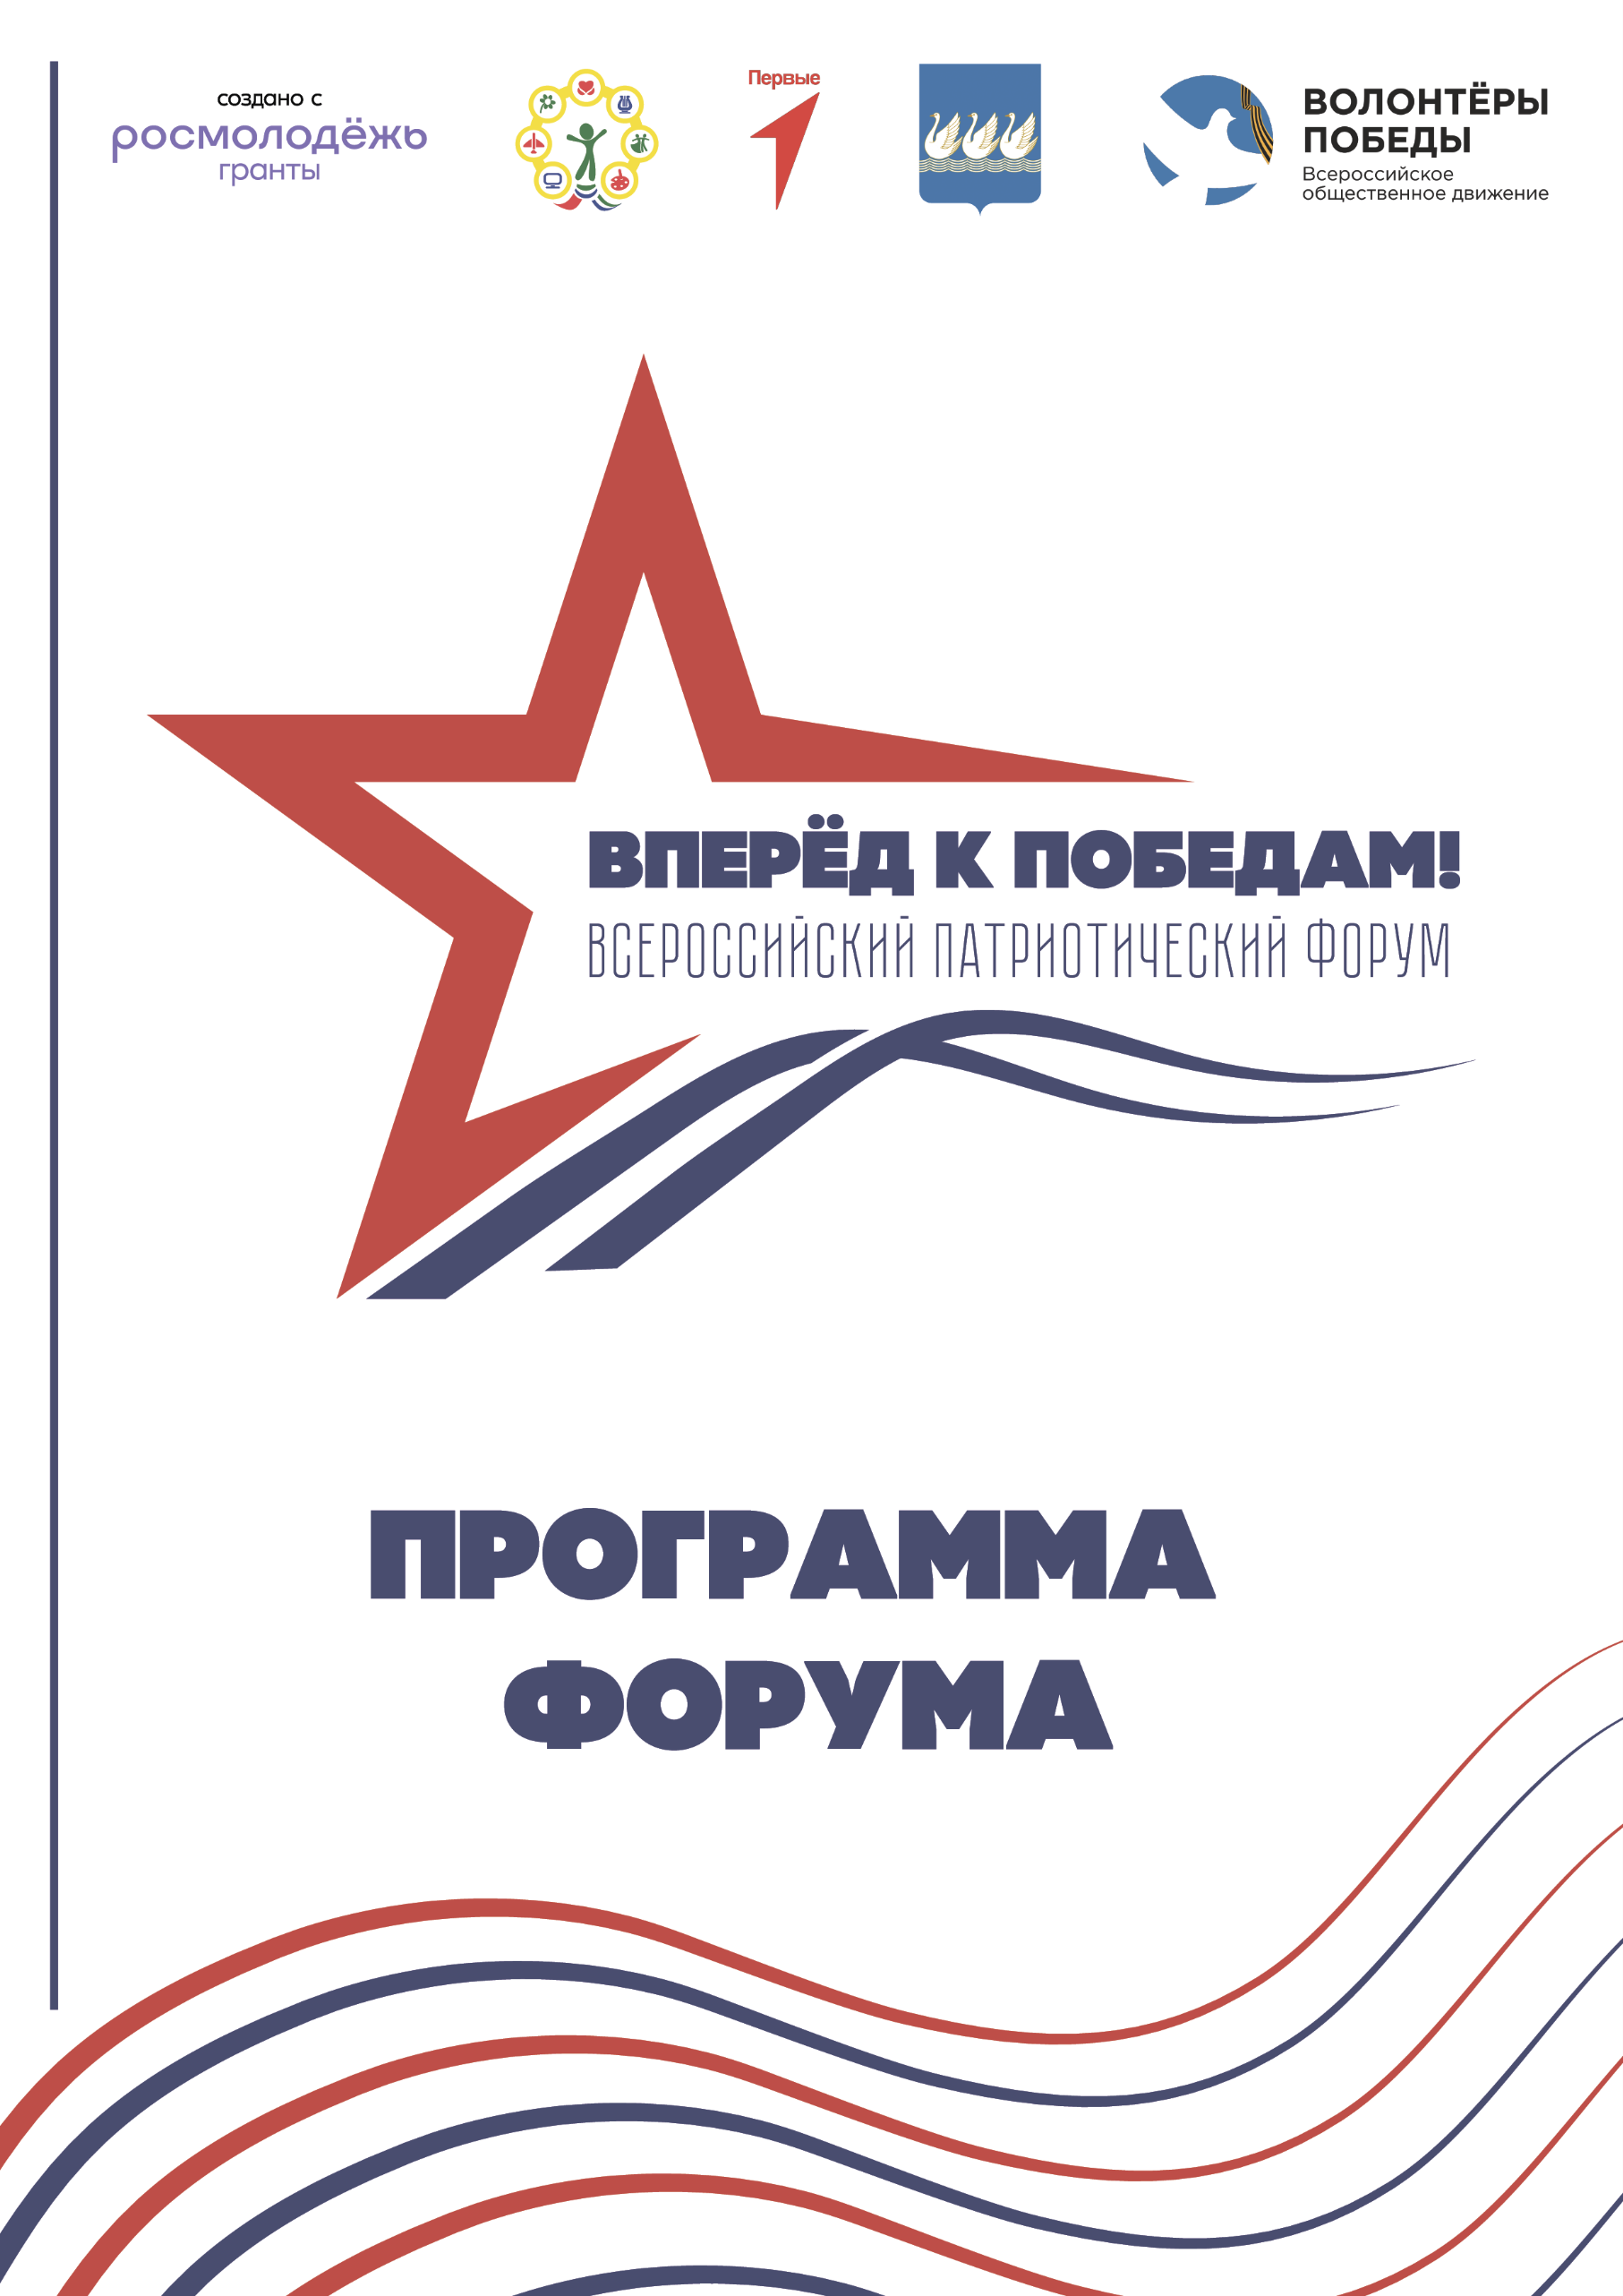 создано с
росмолодёжь
гранты
Первые
ВОЛОНТЁРЫ
ПОБЕДЫ
Всероссийское
общественное движение
ВПЕРЁД К ПОБЕДАМ!
ВСЕРОССИЙСКИЙ ПАТРИОТИЧЕСКИЙ ФОРУМ
ПРОГРАММА
ФОРУМА